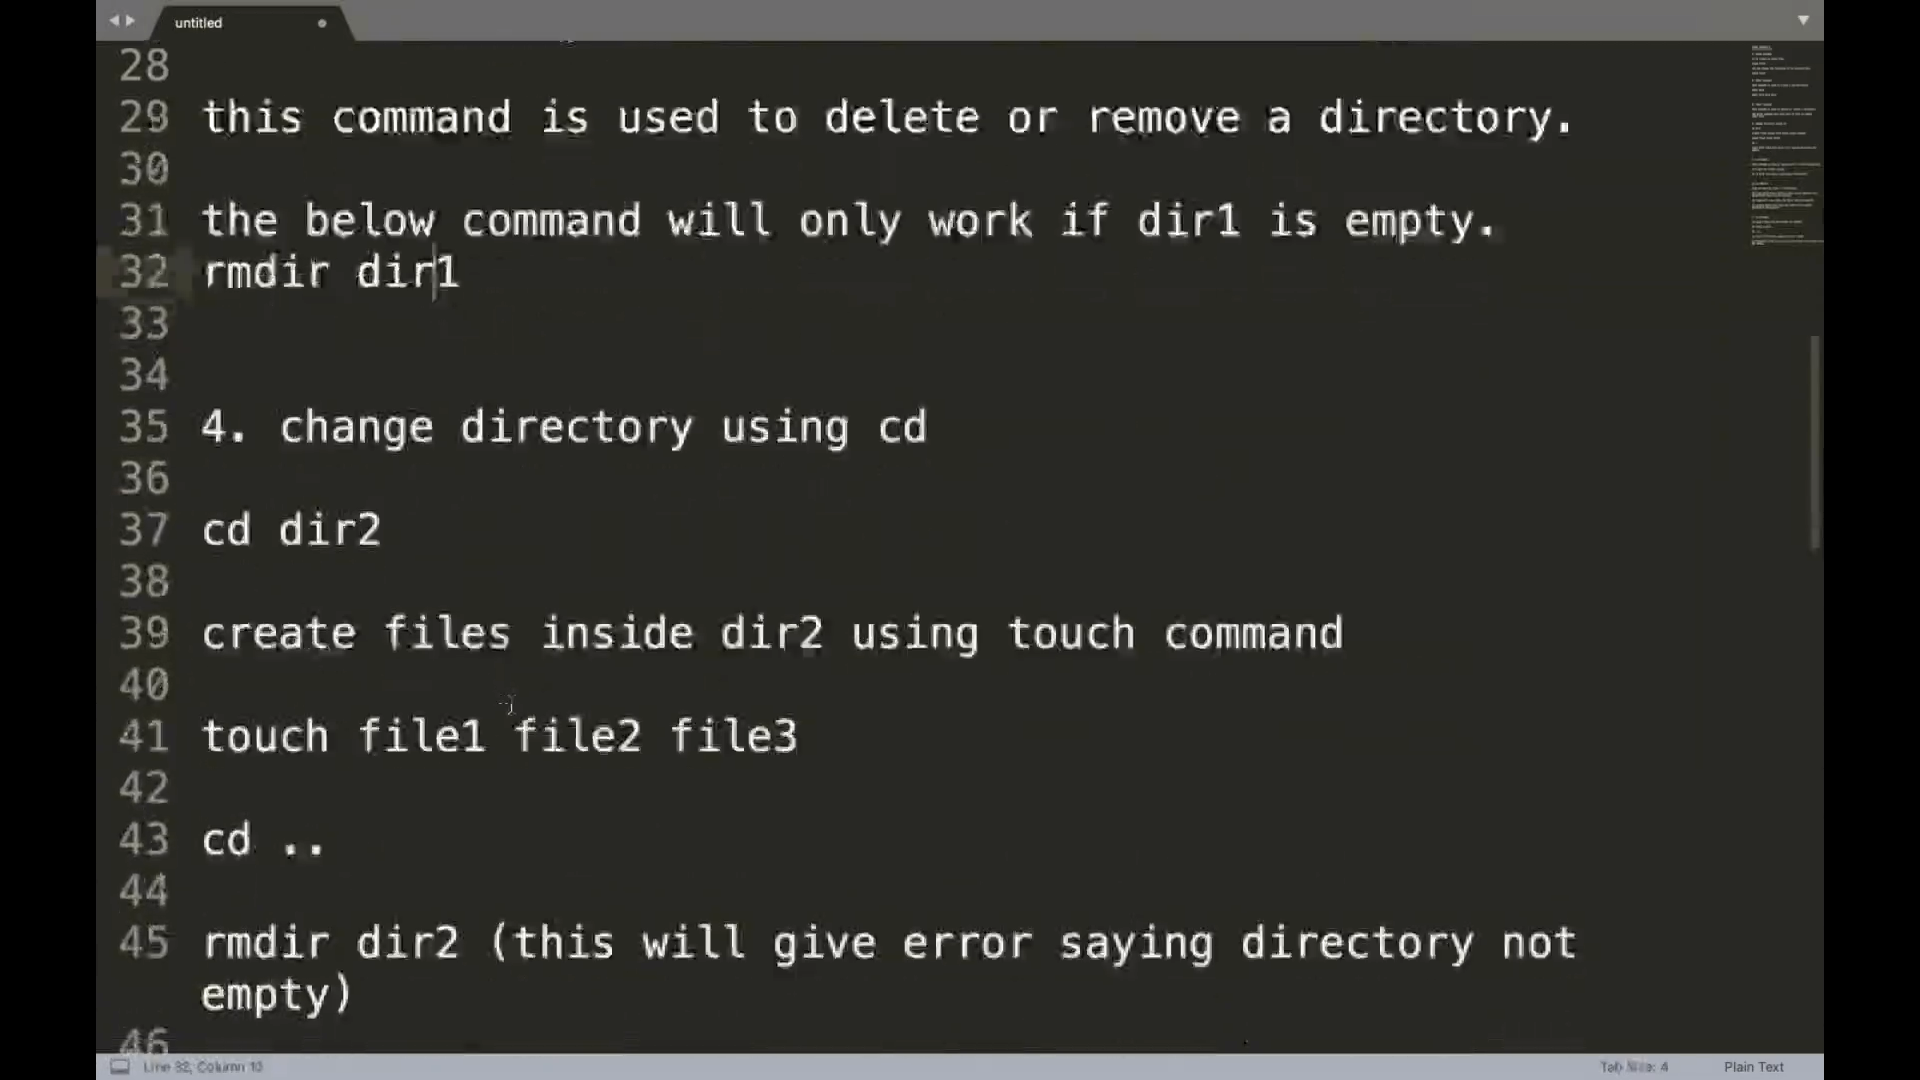 untitled
28
29 this command is used to delete or remove a directory.
30
31 the below command will only work if dir1 is empty.
32 rmdir dir1
33
34
35 4. change directory using cd
36
37 cd dir2
38
39 create files inside dir2 using touch command
40
41 touch file1 file2 file3
42
43 cd ..
44
45 rmdir dir2 (this will give error saying directory not
empty)
46
Line 32, Column 10 Tab Size: 4 Plain Text